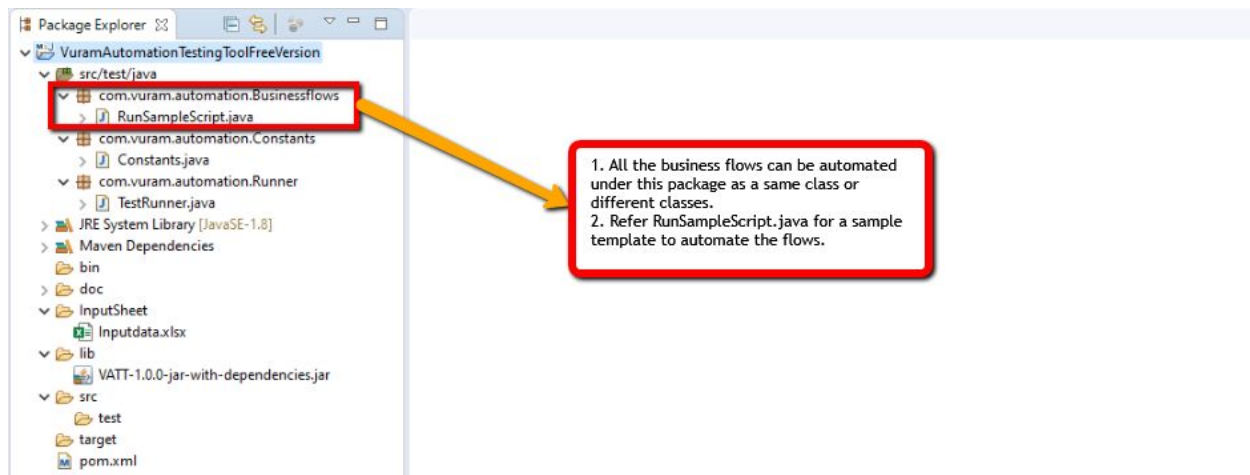 Package Explorer
VuramAutomationTestingToolFreeVersion
src/test/java
com.vuram.automation.Businessflows
RunSampleScript.java
com.vuram.automation.Constants
Constants.java
com.vuram.automation.Runner
TestRunner.java
JRE System Library [JavaSE-1.8]
Maven Dependencies
bin
doc
InputSheet
Inputdata.xlsx
lib
VATT-1.0.0-jar-with-dependencies.jar
src
test
target
pom.xml
1. All the business flows can be automated
under this package as a same class or
different classes.
2. Refer RunSampleScript.java for a sample
template to automate the flows.